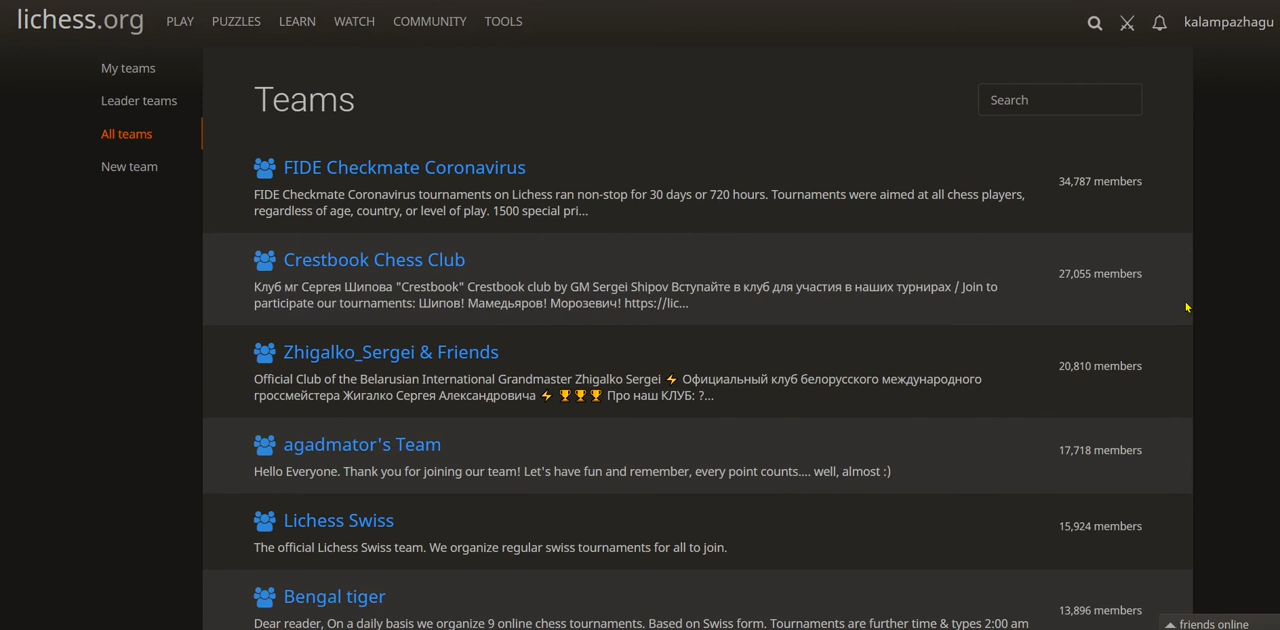 lichess.org PLAY PUZZLES LEARN WATCH COMMUNITY TOOLS kalampazhagu
My teams
Leader teams
All teams
New team
Teams
Search
FIDE Checkmate Coronavirus
FIDE Checkmate Coronavirus tournaments on Lichess ran non-stop for 30 days or 720 hours. Tournaments were aimed at all chess players,
regardless of age, country, or level of play. 1500 special pri...
34,787 members
Crestbook Chess Club
Клуб мг Сергея Шипова "Crestbook" Crestbook club by GM Sergei Shipov Вступайте в клуб для участия в наших турнирах / Join to
participate our tournaments: Шипов! Мамедьяров! Морозевич! https://lic...
27,055 members
Zhigalko_Sergei & Friends
Official Club of the Belarusian International Grandmaster Zhigalko Sergei ⚡ Официальный клуб белорусского международного
гроссмейстера Жигалко Сергея Александровича ⚡ 🏆🏆🏆 Про наш КЛУБ: ?...
20,810 members
agadmator's Team
Hello Everyone. Thank you for joining our team! Let's have fun and remember, every point counts.... well, almost :)
17,718 members
Lichess Swiss
The official Lichess Swiss team. We organize regular swiss tournaments for all to join.
15,924 members
Bengal tiger
Dear reader, On a daily basis we organize 9 online chess tournaments. Based on Swiss form. Tournaments are further time & types 2:00 am
13,896 members
friends online